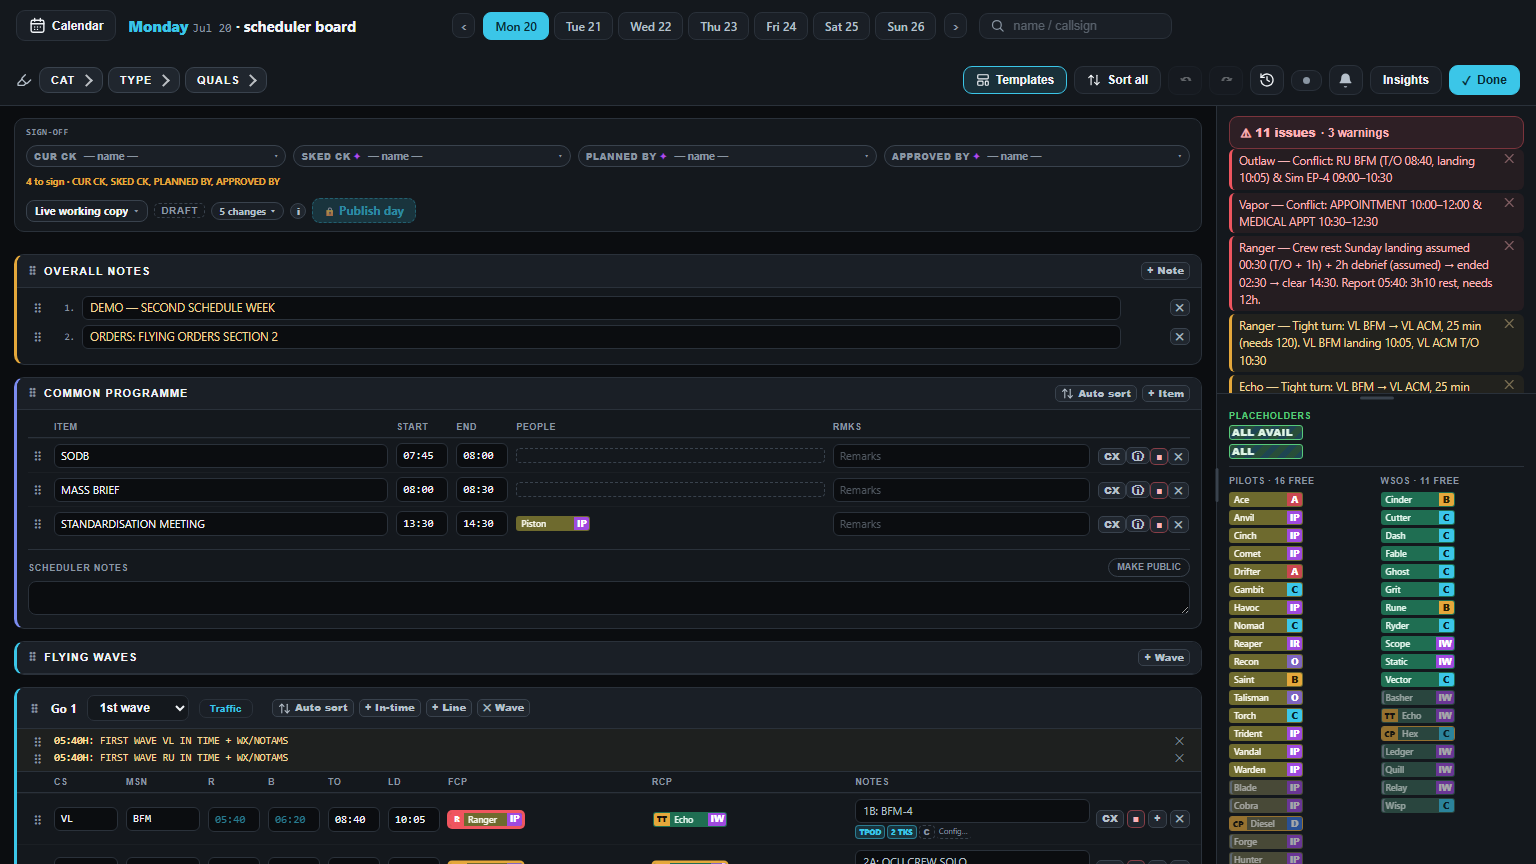 Calendar
Monday Jul 20 · scheduler board
Mon 20
Tue 21
Wed 22
Thu 23
Fri 24
Sat 25
Sun 26
name / callsign
CAT
TYPE
QUALS
Templates
Sort all
Insights
✓ Done
SIGN-OFF
CUR CK — name —
SKED CK ✦ — name —
PLANNED BY ✦ — name —
APPROVED BY ✦ — name —
4 to sign · CUR CK, SKED CK, PLANNED BY, APPROVED BY
Live working copy
DRAFT
5 changes
i
Publish day
OVERALL NOTES
+ Note
1. DEMO — SECOND SCHEDULE WEEK
2. ORDERS: FLYING ORDERS SECTION 2
COMMON PROGRAMME
Auto sort
+ Item
ITEM START END PEOPLE RMKS
SODB 07:45 08:00 Remarks CX
MASS BRIEF 08:00 08:30 Remarks CX
STANDARDISATION MEETING 13:30 14:30 Piston IP Remarks CX
SCHEDULER NOTES
MAKE PUBLIC
FLYING WAVES
+ Wave
Go 1 1st wave Traffic Auto sort + In-time + Line X Wave
05:40H: FIRST WAVE VL IN TIME + WX/NOTAMS
05:40H: FIRST WAVE RU IN TIME + WX/NOTAMS
CS MSN R B TO LD FCP RCP NOTES
VL BFM 05:40 06:20 08:40 10:05 R Ranger IP TT Echo IW 1B: BFM-4 CX
TPOD 2 TKS C Config...
2A: OCU CREW SOLO
⚠ 11 issues · 3 warnings
Outlaw — Conflict: RU BFM (T/O 08:40, landing
10:05) & Sim EP-4 09:00–10:30
Vapor — Conflict: APPOINTMENT 10:00–12:00 &
MEDICAL APPT 10:30–12:30
Ranger — Crew rest: Sunday landing assumed
00:30 (T/O + 1h) + 2h debrief (assumed) → ended
02:30 → clear 14:30. Report 05:40: 3h10 rest, needs
12h.
Ranger — Tight turn: VL BFM → VL ACM, 25 min
(needs 120). VL BFM landing 10:05, VL ACM T/O
10:30
Echo — Tight turn: VL BFM → VL ACM, 25 min
PLACEHOLDERS
ALL AVAIL
ALL
PILOTS · 16 FREE
Ace A
Anvil IP
Cinch IP
Comet IP
Drifter A
Gambit C
Havoc IP
Nomad C
Reaper IR
Recon O
Saint B
Talisman O
Torch C
Trident IP
Vandal IP
Warden IP
Blade IP
Cobra IP
CP Diesel D
Forge IP
Hunter IP
WSOS · 11 FREE
Cinder B
Cutter C
Dash C
Fable C
Ghost C
Grit C
Rune B
Ryder C
Scope IW
Static IW
Vector C
Basher IW
TT Echo IW
CP Hex C
Ledger IW
Quill IW
Relay IW
Wisp C